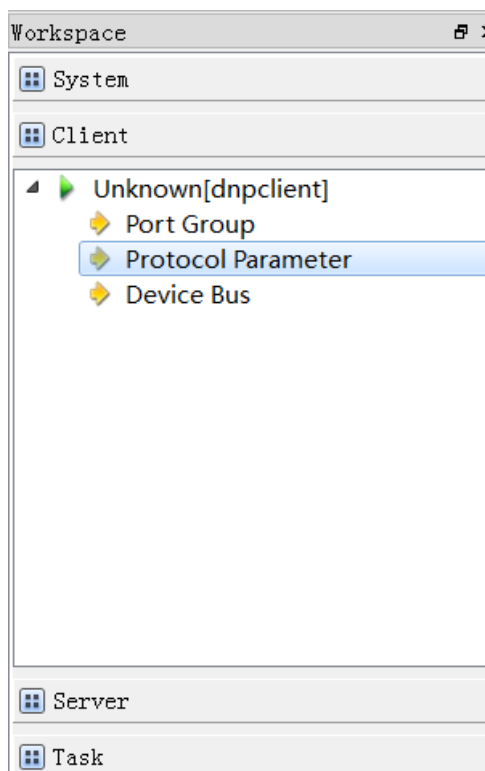 Workspace
System
Client
Unknown[dnpclient]
Port Group
Protocol Parameter
Device Bus
Server
Task